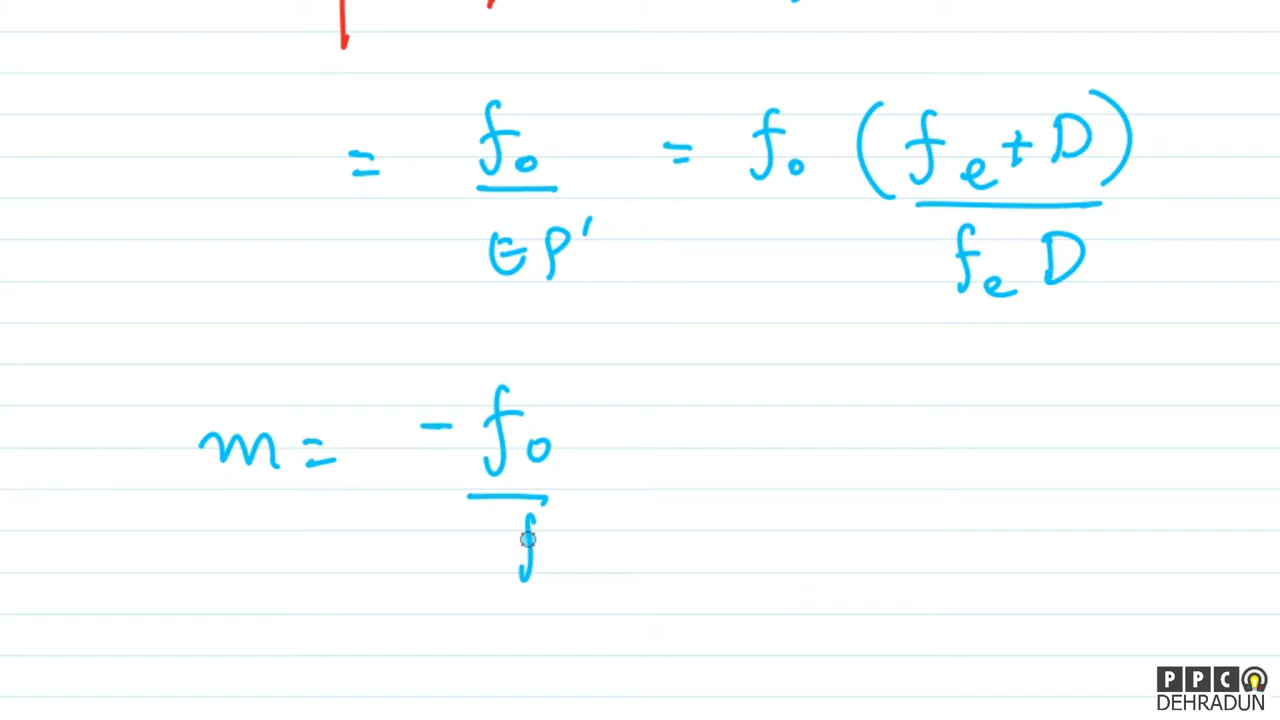 = f₀ / EP' = f₀ (fₑ + D) / fₑ D
m = - f₀ / f
PPC
DEHRADUN